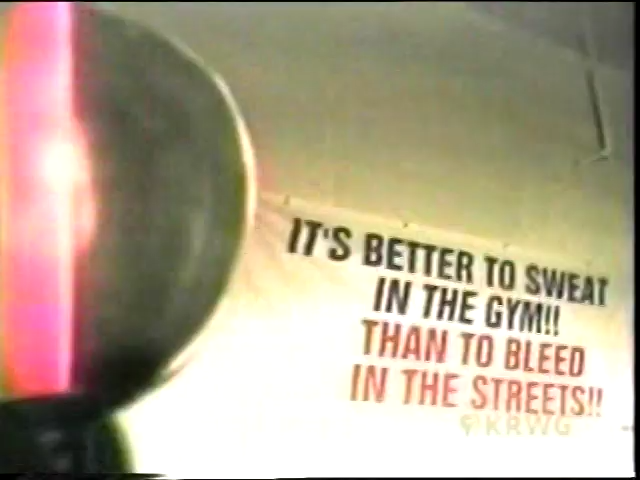 IT'S BETTER TO SWEAT
IN THE GYM!!
THAN TO BLEED
IN THE STREETS!!
© KRWG